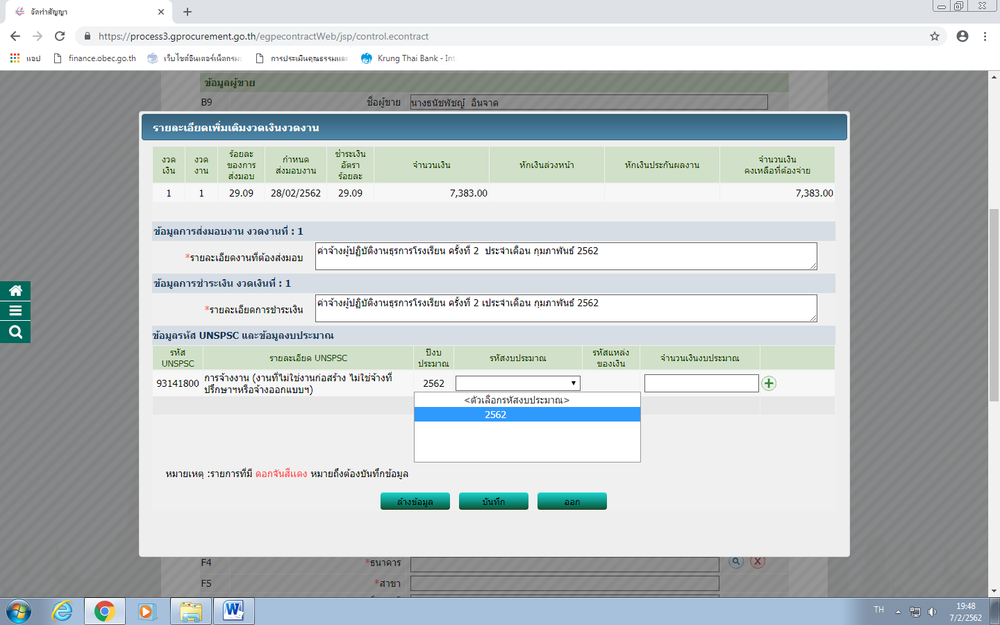 จัดทำสัญญา
https://process3.gprocurement.go.th/egpecontractWeb/jsp/control.econtract
แอป
finance.obec.go.th
เว็บไซต์อินเตอร์เน็ตกรม
การประเมินคุณธรรมและ
Krung Thai Bank - Int
ข้อมูลผู้ขาย
B9 ชื่อผู้ขาย นางธนัชพัชญ์ อินจาด
รายละเอียดเพิ่มเติมงวดเงินงวดงาน
งวดเงิน งวดงาน ร้อยละของการส่งมอบ กำหนดส่งมอบงาน ชำระเงินอัตราร้อยละ จำนวนเงิน หักเงินล่วงหน้า หักเงินประกันผลงาน จำนวนเงินคงเหลือที่ต้องจ่าย
1 1 29.09 28/02/2562 29.09 7,383.00 7,383.00
ข้อมูลการส่งมอบงาน งวดงานที่ : 1
*รายละเอียดงานที่ต้องส่งมอบ ค่าจ้างผู้ปฏิบัติงานธุรการโรงเรียน ครั้งที่ 2 ประจำเดือน กุมภาพันธ์ 2562
ข้อมูลการชำระเงิน งวดเงินที่ : 1
*รายละเอียดการชำระเงิน ค่าจ้างผู้ปฏิบัติงานธุรการโรงเรียน ครั้งที่ 2 เประจำเดือน กุมภาพันธ์ 2562
ข้อมูลรหัส UNSPSC และข้อมูลงบประมาณ
รหัส UNSPSC รายละเอียด UNSPSC ปีงบประมาณ รหัสงบประมาณ รหัสแหล่งของเงิน จำนวนเงินงบประมาณ
93141800 การจ้างงาน (งานที่ไม่ใช่งานก่อสร้าง ไม่ใช่จ้างที่ 2562
ปรึกษาฯหรือจ้างออกแบบฯ)
<ตัวเลือกรหัสงบประมาณ>
2562
หมายเหตุ :รายการที่มี ดอกจันสีแดง หมายถึงต้องบันทึกข้อมูล
ล้างข้อมูล บันทึก ออก
F4 *ธนาคาร
F5 *สาขา
TH
19:48
7/2/2562